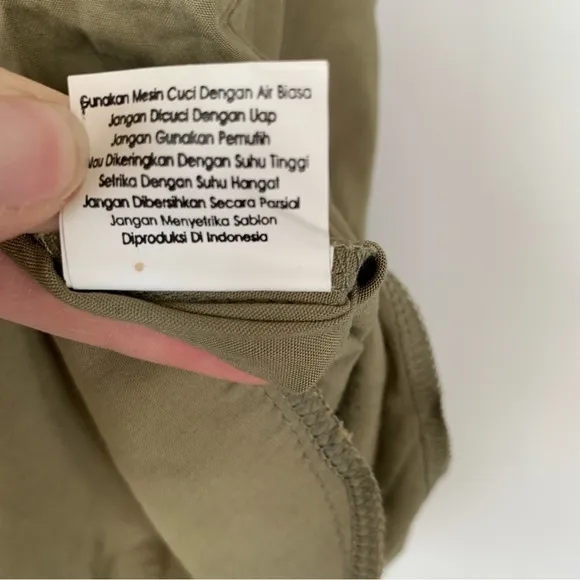 Gunakan Mesin Cuci Dengan Air Biasa
Jangan Dicuci Dengan Uap
Jangan Gunakan Pemutih
Dikeringkan Dengan Suhu Tinggi
Setrika Dengan Suhu Hangat
Jangan Dibersihkan Secara Parsial
Jangan Menyetrika Sablon
Diproduksi Di Indonesia